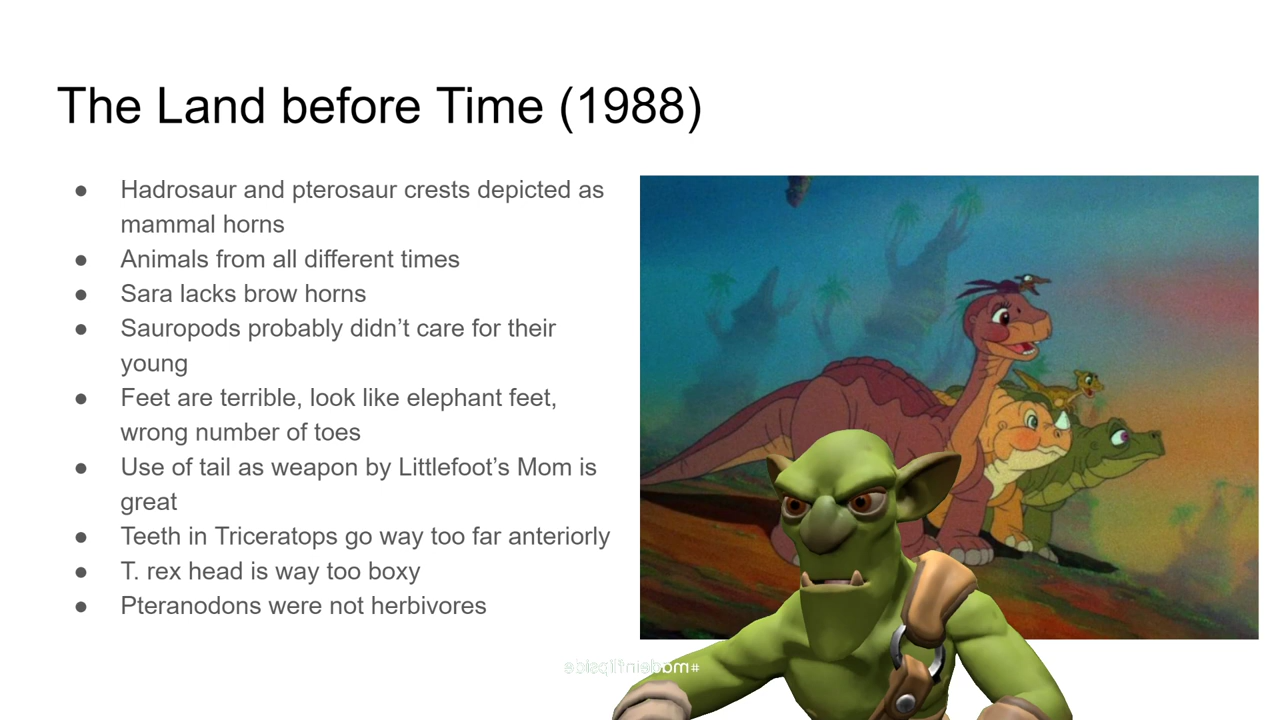 The Land before Time (1988)
● Hadrosaur and pterosaur crests depicted as
mammal horns
● Animals from all different times
● Sara lacks brow horns
● Sauropods probably didn’t care for their
young
● Feet are terrible, look like elephant feet,
wrong number of toes
● Use of tail as weapon by Littlefoot’s Mom is
great
● Teeth in Triceratops go way too far anteriorly
● T. rex head is way too boxy
● Pteranodons were not herbivores